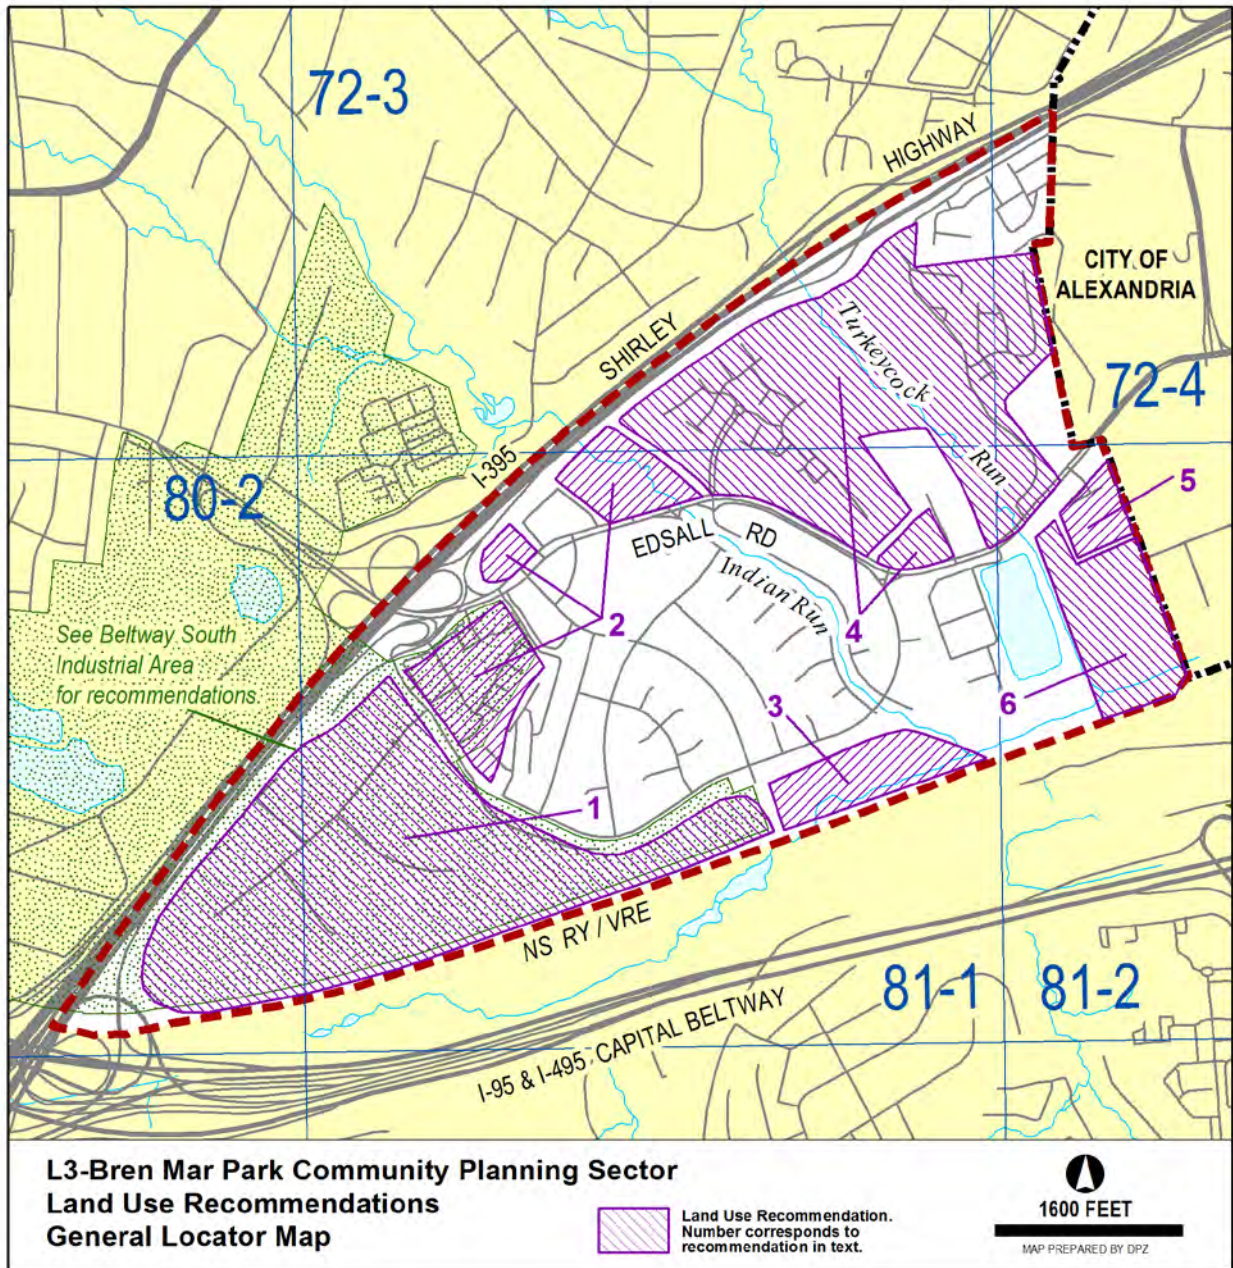 72-3
HIGHWAY
CITY OF
ALEXANDRIA
SHIRLEY
Turkeycock
Run
72-4
I-395
80-2
5
EDSALL RD
Indian Run
2
4
See Beltway South
Industrial Area
for recommendations
3
6
1
NS RY / VRE
81-1
81-2
I-95 & I-495 CAPITAL BELTWAY
L3-Bren Mar Park Community Planning Sector
Land Use Recommendations
General Locator Map
Land Use Recommendation.
Number corresponds to
recommendation in text.
1600 FEET
MAP PREPARED BY DPZ